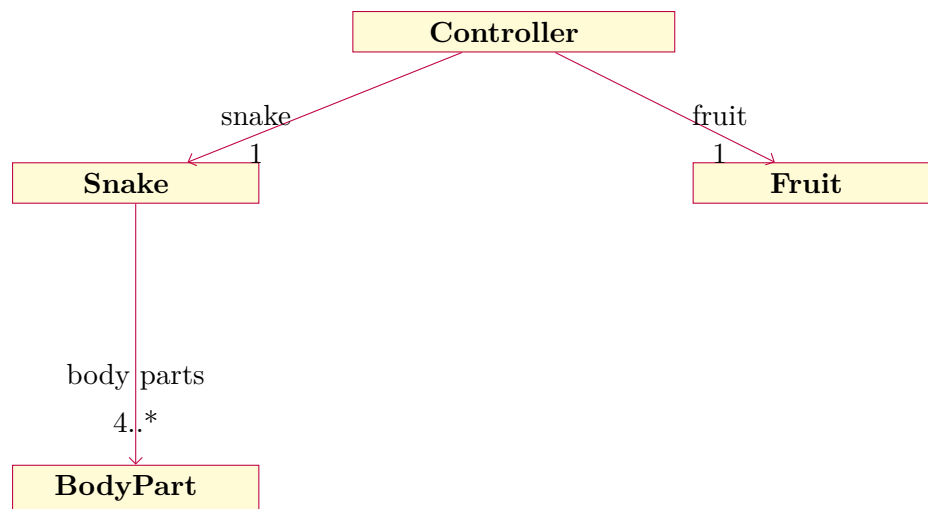 Controller
snake
fruit
1
1
Snake
Fruit
body parts
4..*
BodyPart